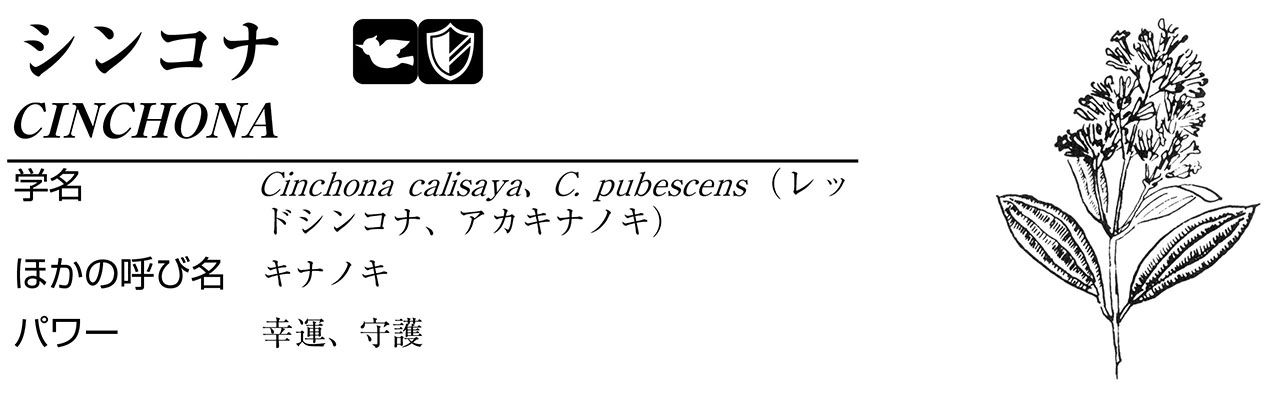 シンコナ
CINCHONA
学名 Cinchona calisaya、C. pubescens（レッ
ドシンコナ、アカキナノキ）
ほかの呼び名 キナノキ
パワー 幸運、守護